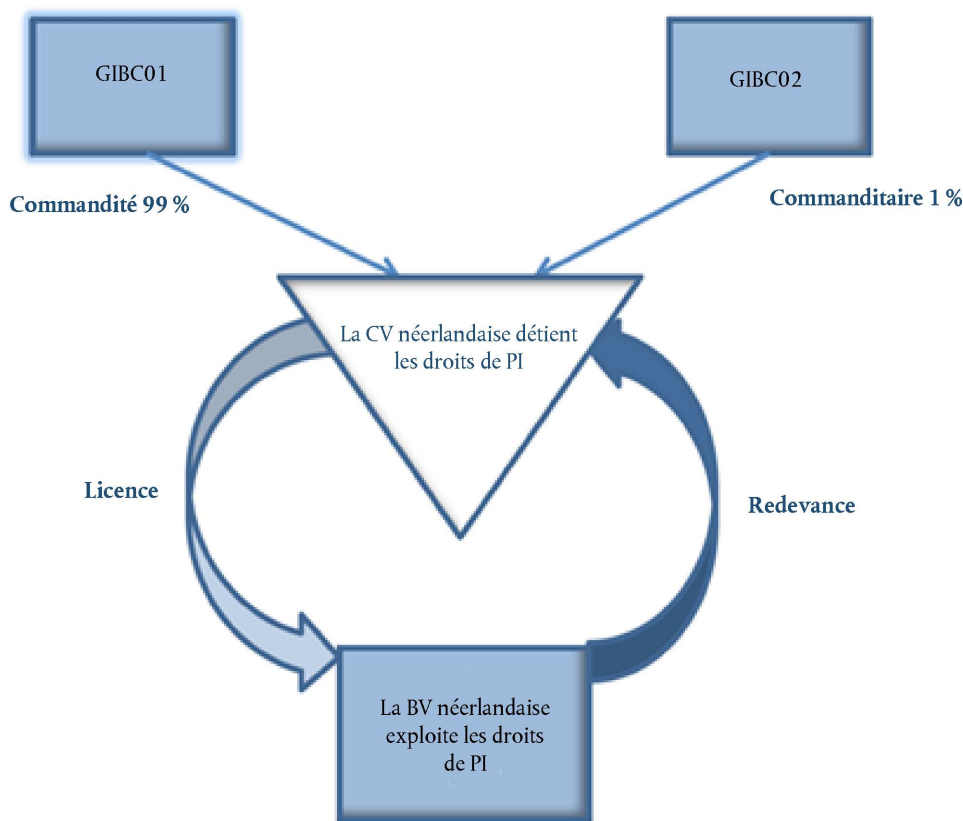 GIBC01
GIBC02
Commandité 99 %
Commanditaire 1 %
La CV néerlandaise détient
les droits de PI
Licence
Redevance
La BV néerlandaise
exploite les droits
de PI